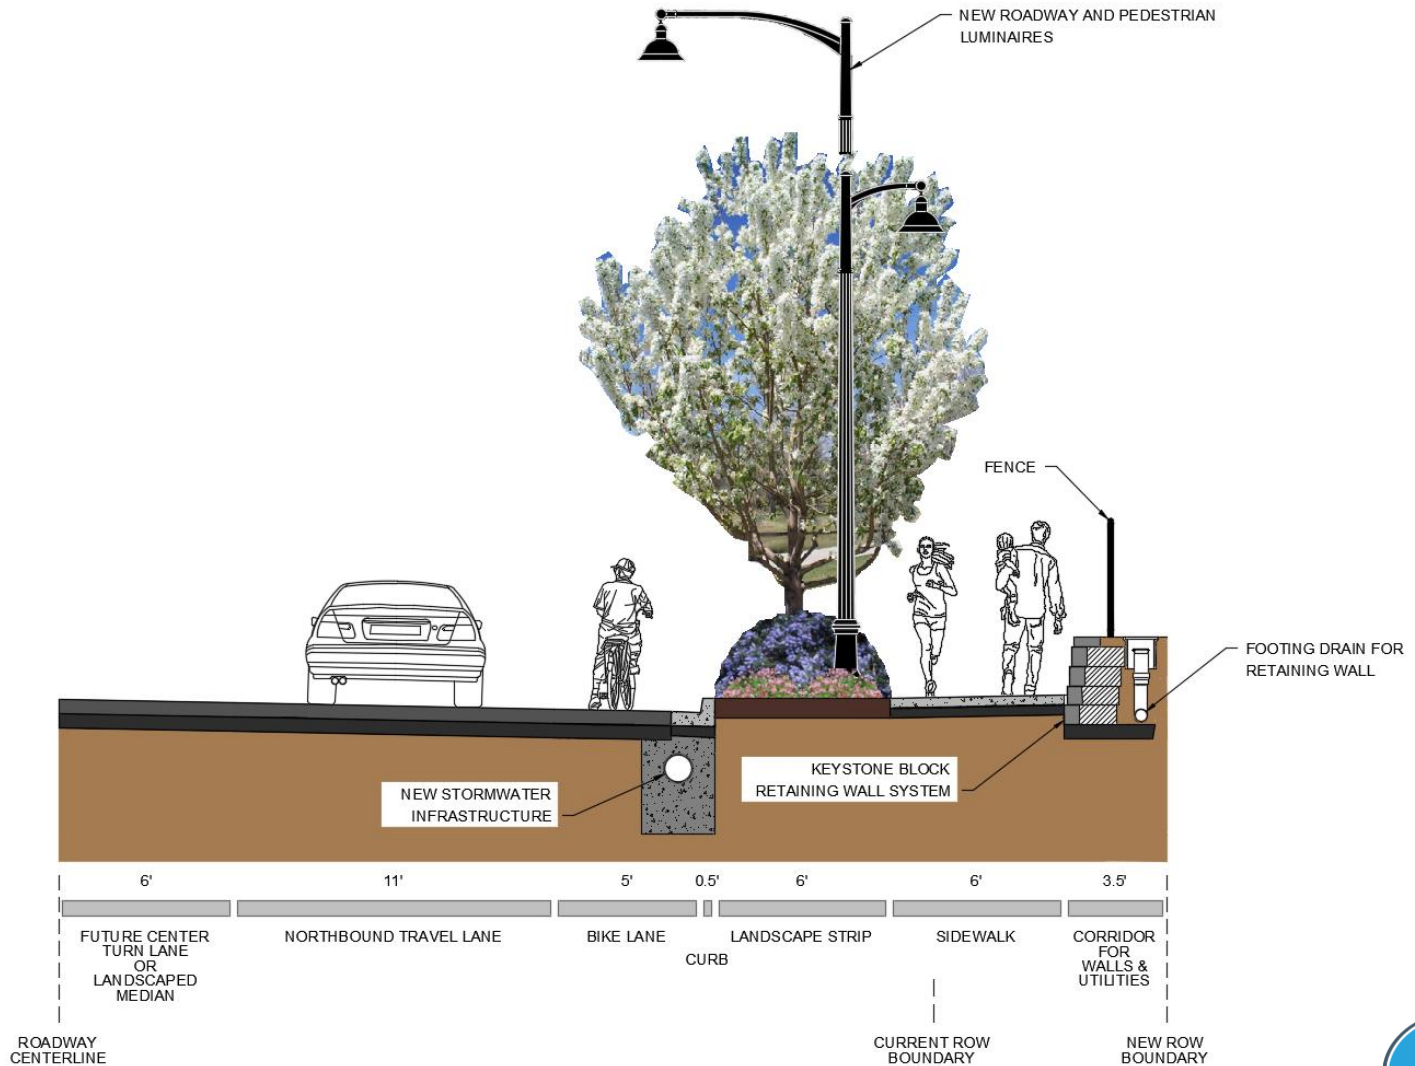 NEW ROADWAY AND PEDESTRIAN
LUMINAIRES
FENCE
FOOTING DRAIN FOR
RETAINING WALL
KEYSTONE BLOCK
RETAINING WALL SYSTEM
NEW STORMWATER
INFRASTRUCTURE
6'
11'
5'
0.5'
6'
6'
3.5'
FUTURE CENTER
TURN LANE
OR
LANDSCAPED
MEDIAN
NORTHBOUND TRAVEL LANE
BIKE LANE
CURB
LANDSCAPE STRIP
SIDEWALK
CORRIDOR
FOR
WALLS &
UTILITIES
ROADWAY
CENTERLINE
CURRENT ROW
BOUNDARY
NEW ROW
BOUNDARY